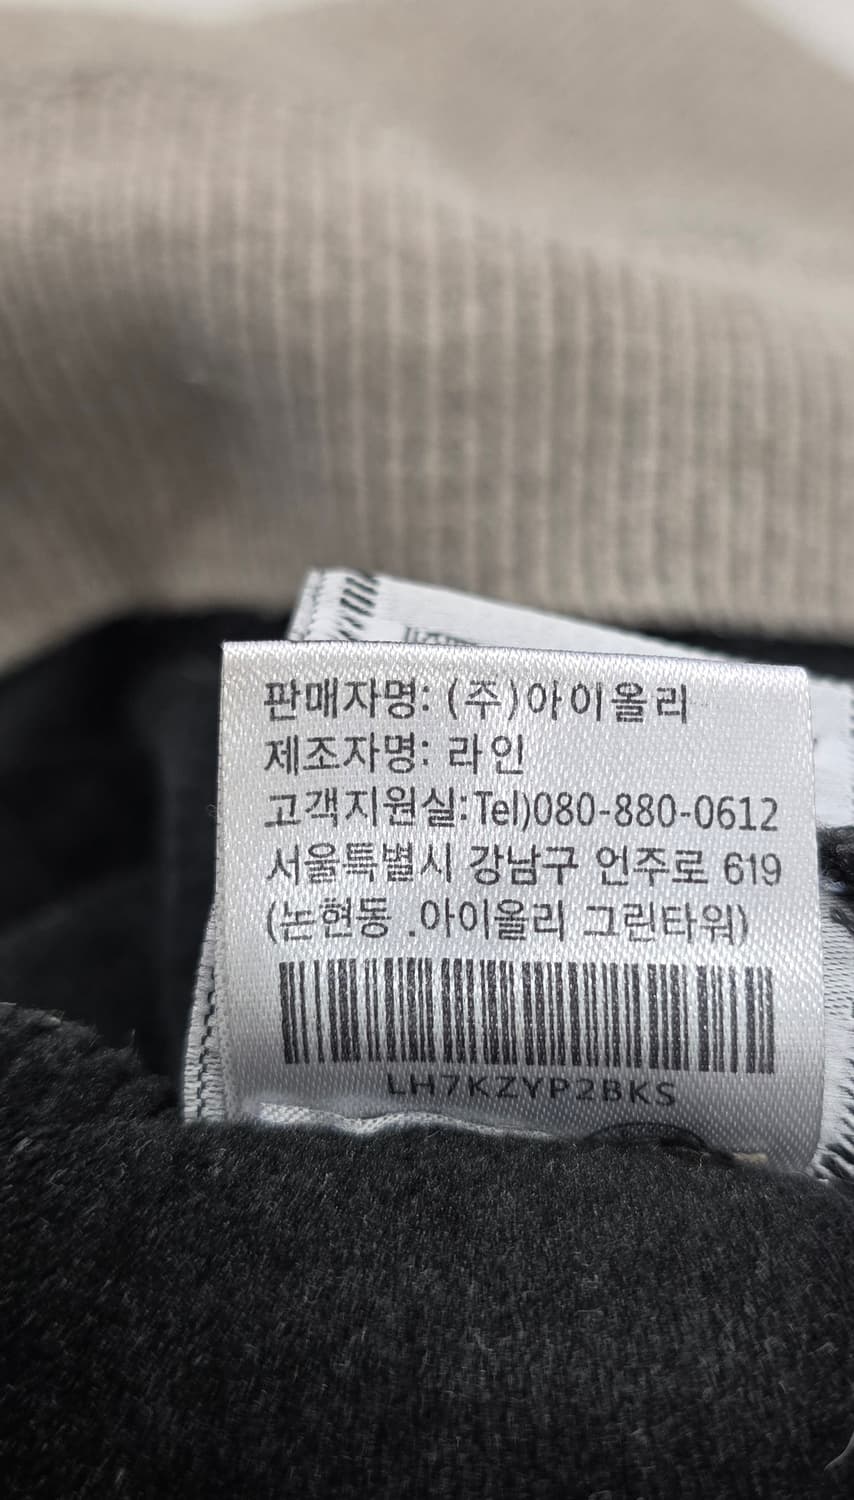 판매자명: (주)아이올리
제조자명: 라인
고객지원실:Tel)080-880-0612
서울특별시 강남구 언주로 619
(논현동 .아이올리 그린타워)
LH7KZYP2BKS